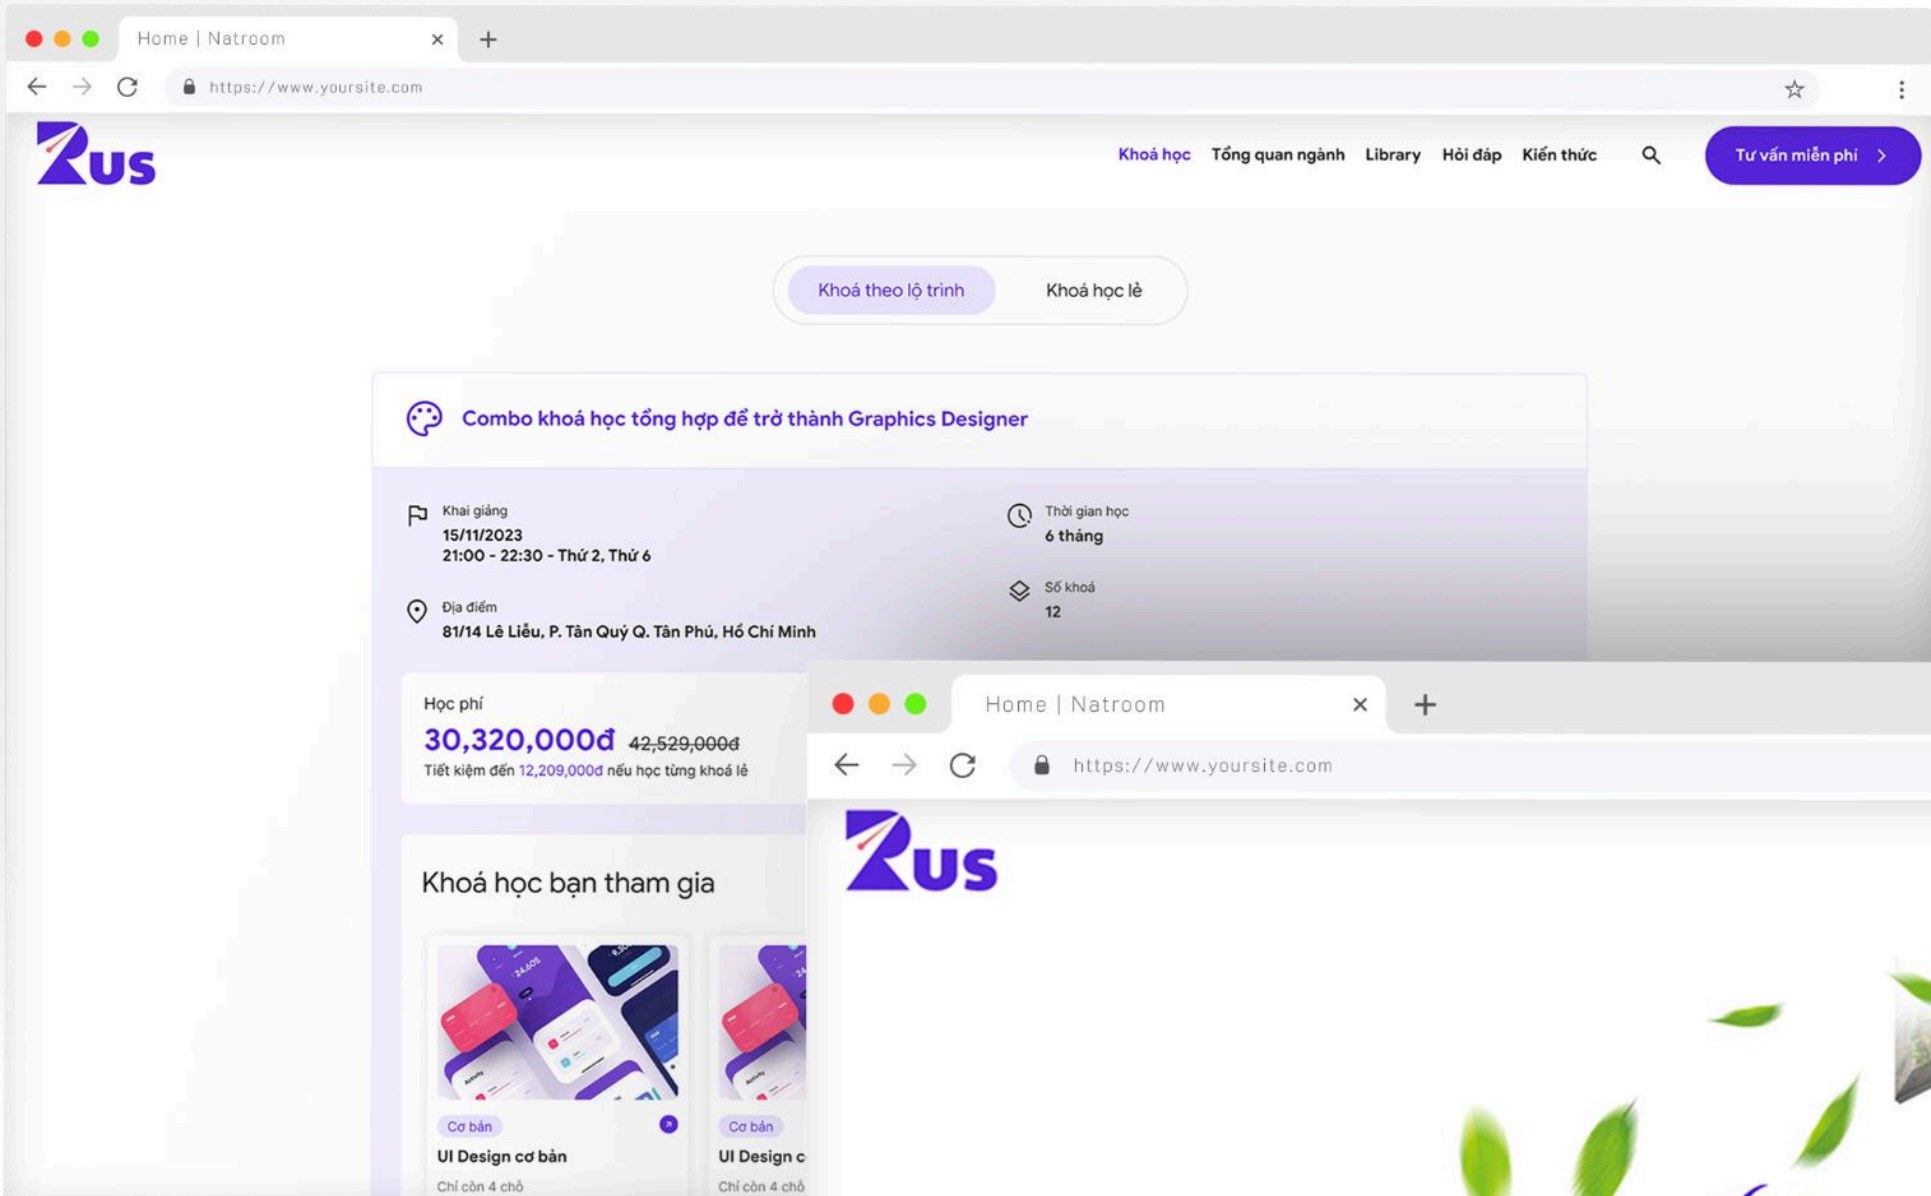 Home | Natroom
https://www.yoursite.com
Rus
Khoá học Tổng quan ngành Library Hỏi đáp Kiến thức Tư vấn miễn phí
Khoá theo lộ trình Khoá học lẻ
Combo khoá học tổng hợp để trở thành Graphics Designer
Khai giảng
15/11/2023
21:00 - 22:30 - Thứ 2, Thứ 6
Thời gian học
6 tháng
Địa điểm
81/14 Lê Liễu, P. Tân Quý Q. Tân Phú, Hồ Chí Minh
Số khoá
12
Học phí
30,320,000đ 42,529,000đ
Tiết kiệm đến 12,209,000đ nếu học từng khoá lẻ
Khoá học bạn tham gia
24,605
Activity
Cơ bản
UI Design cơ bản
Chỉ còn 4 chỗ
Activity
Cơ bản
UI Design c
Chỉ còn 4 chỗ
Home | Natroom
https://www.yoursite.com
Rus